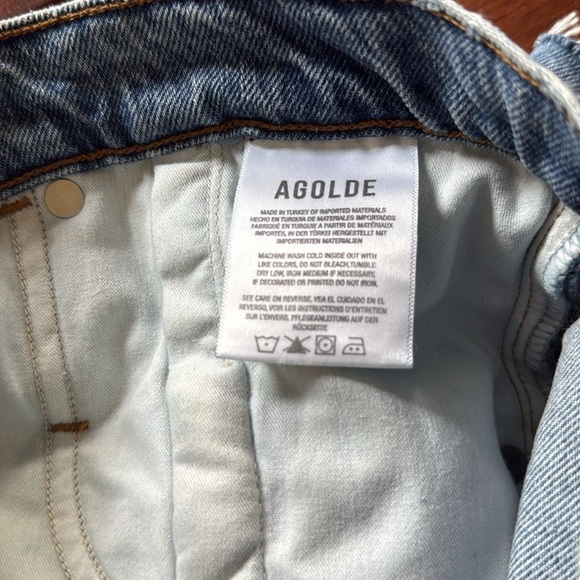 AGOLDE
MADE IN TURKEY OF IMPORTED MATERIALS
HECHO EN TURQUIA DE MATERIALES IMPORTADOS
FABRIQUÉ EN TURQUIE A PARTIR DE MATÉRIAUX
IMPORTÉS, IN DER TÜRKEI HERGESTELLT MIT
IMPORTIERTEN MATERIALIEN
MACHINE WASH COLD INSIDE OUT WITH
LIKE COLORS, DO NOT BLEACH,TUMBLE
DRY LOW, IRON MEDIUM IF NECESSARY,
IF DECORATED OR PRINTED DO NOT IRON.
SEE CARE ON REVERSE, VEA EL CUIDADO EN EL
REVERSO, VOIR LES INSTRUCTIONS D'ENTRETIEN
SUR L'ENVERS, PFLEGEANLEITUNG AUF DER
RÜCKSEITE